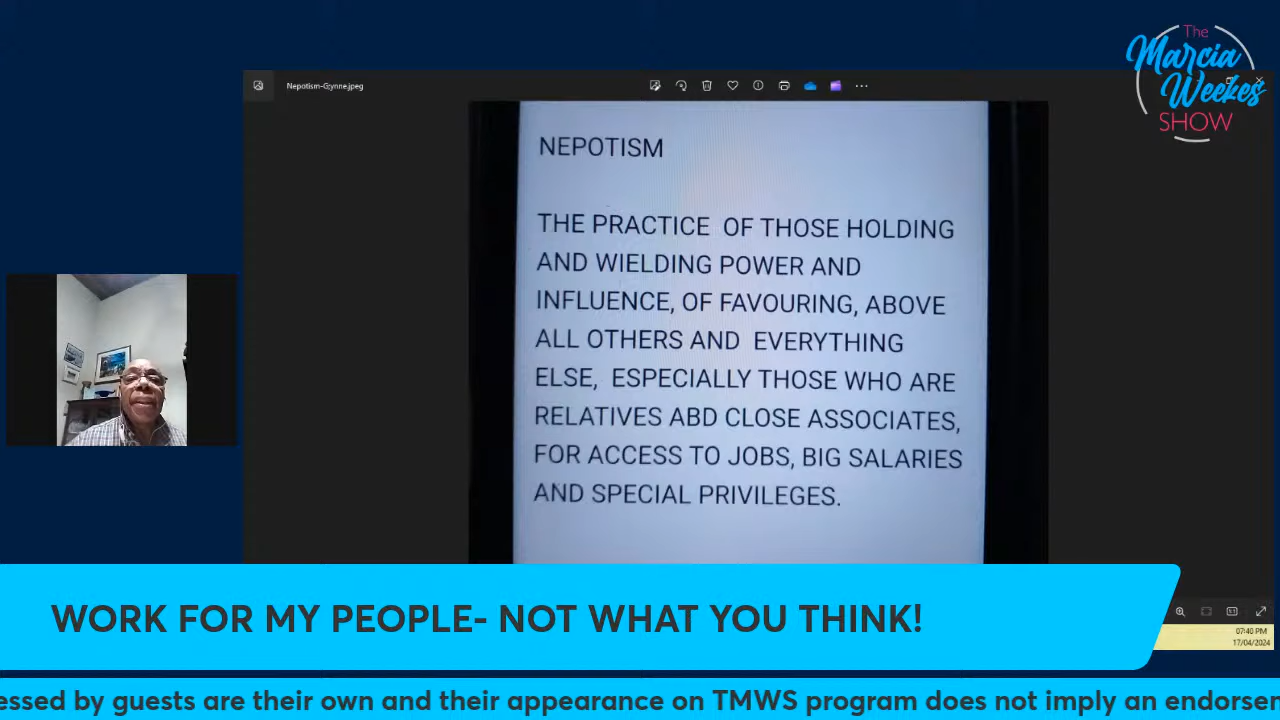 The
Marcia
Weekes
SHOW
Nepotism-Glynne.jpeg
NEPOTISM
THE PRACTICE OF THOSE HOLDING
AND WIELDING POWER AND
INFLUENCE, OF FAVOURING, ABOVE
ALL OTHERS AND EVERYTHING
ELSE, ESPECIALLY THOSE WHO ARE
RELATIVES ABD CLOSE ASSOCIATES,
FOR ACCESS TO JOBS, BIG SALARIES
AND SPECIAL PRIVILEGES.
WORK FOR MY PEOPLE- NOT WHAT YOU THINK!
07:40 PM
17/04/2024
essed by guests are their own and their appearance on TMWS program does not imply an endorsem